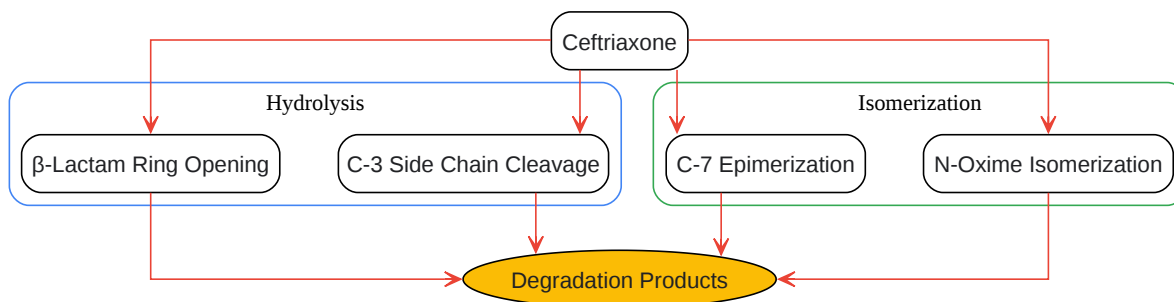 Ceftriaxone
Hydrolysis
Isomerization
β-Lactam Ring Opening
C-3 Side Chain Cleavage
C-7 Epimerization
N-Oxime Isomerization
Degradation Products